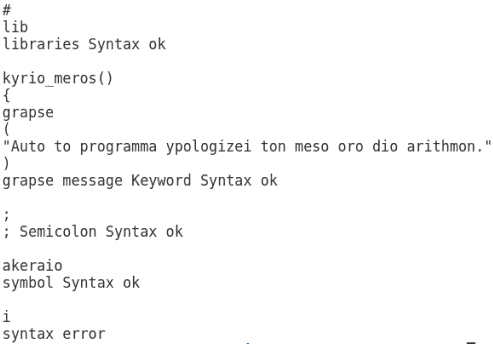 #
lib
libraries Syntax ok
kyrio_meros()
{
grapse
(
"Auto to programma ypologizei ton meso oro dio arithmon."
)
grapse message Keyword Syntax ok
;
; Semicolon Syntax ok
akeraio
symbol Syntax ok
i
syntax error